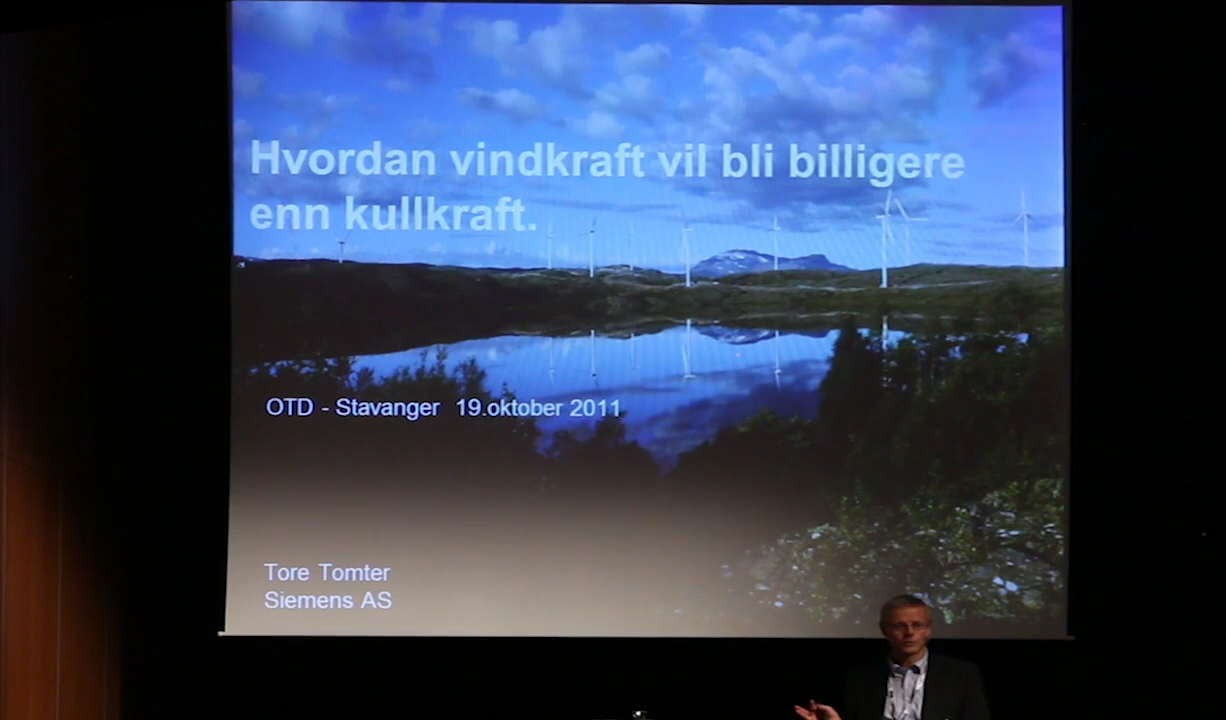 Hvordan vindkraft vil bli billigere
enn kullkraft.
OTD - Stavanger 19.oktober 2011
Tore Tomter
Siemens AS